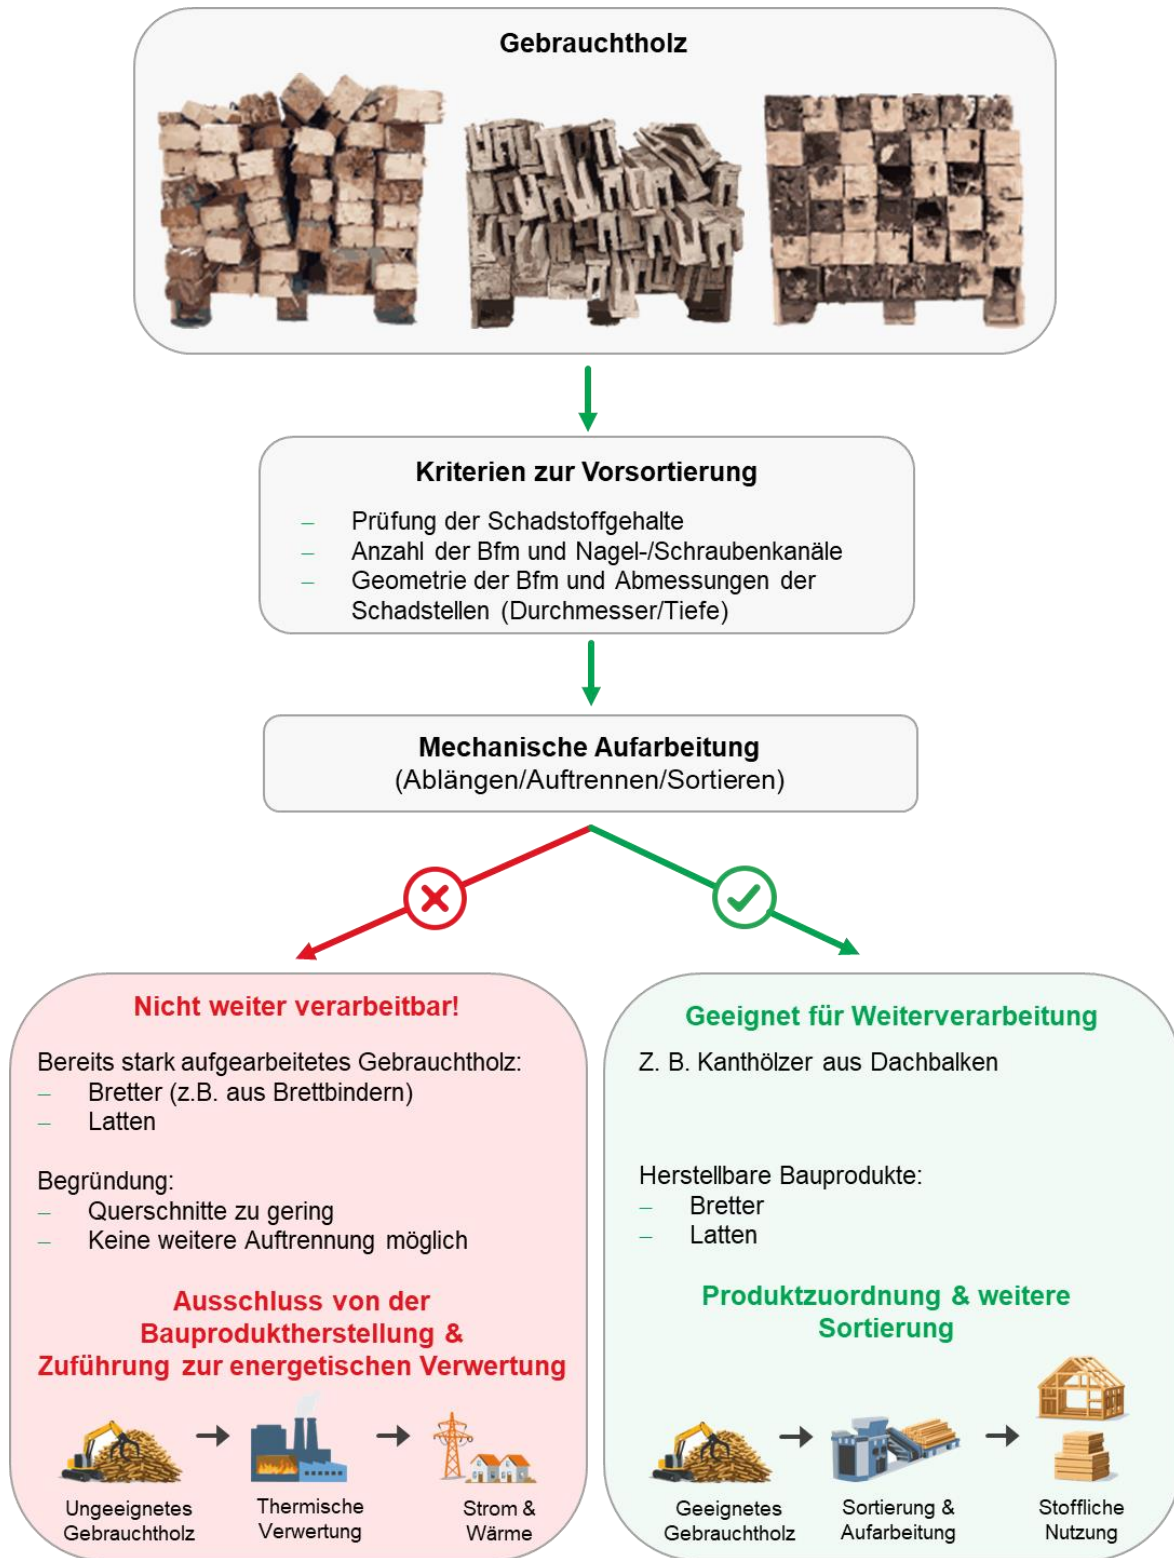 Gebrauchtholz
Kriterien zur Vorsortierung
– Prüfung der Schadstoffgehalte
– Anzahl der Bfm und Nagel-/Schraubenkanäle
– Geometrie der Bfm und Abmessungen der
Schadstellen (Durchmesser/Tiefe)
Mechanische Aufarbeitung
(Ablängen/Auftrennen/Sortieren)
Nicht weiter verarbeitbar!
Bereits stark aufgearbeitetes Gebrauchtholz:
– Bretter (z.B. aus Brettbindern)
– Latten
Begründung:
– Querschnitte zu gering
– Keine weitere Auftrennung möglich
Ausschluss von der
Bauproduktherstellung &
Zuführung zur energetischen Verwertung
Ungeeignetes
Gebrauchtholz
Thermische
Verwertung
Strom &
Wärme
Geeignet für Weiterverarbeitung
Z. B. Kanthölzer aus Dachbalken
Herstellbare Bauprodukte:
– Bretter
– Latten
Produktzuordnung & weitere
Sortierung
Geeignetes
Gebrauchtholz
Sortierung &
Aufarbeitung
Stoffliche
Nutzung